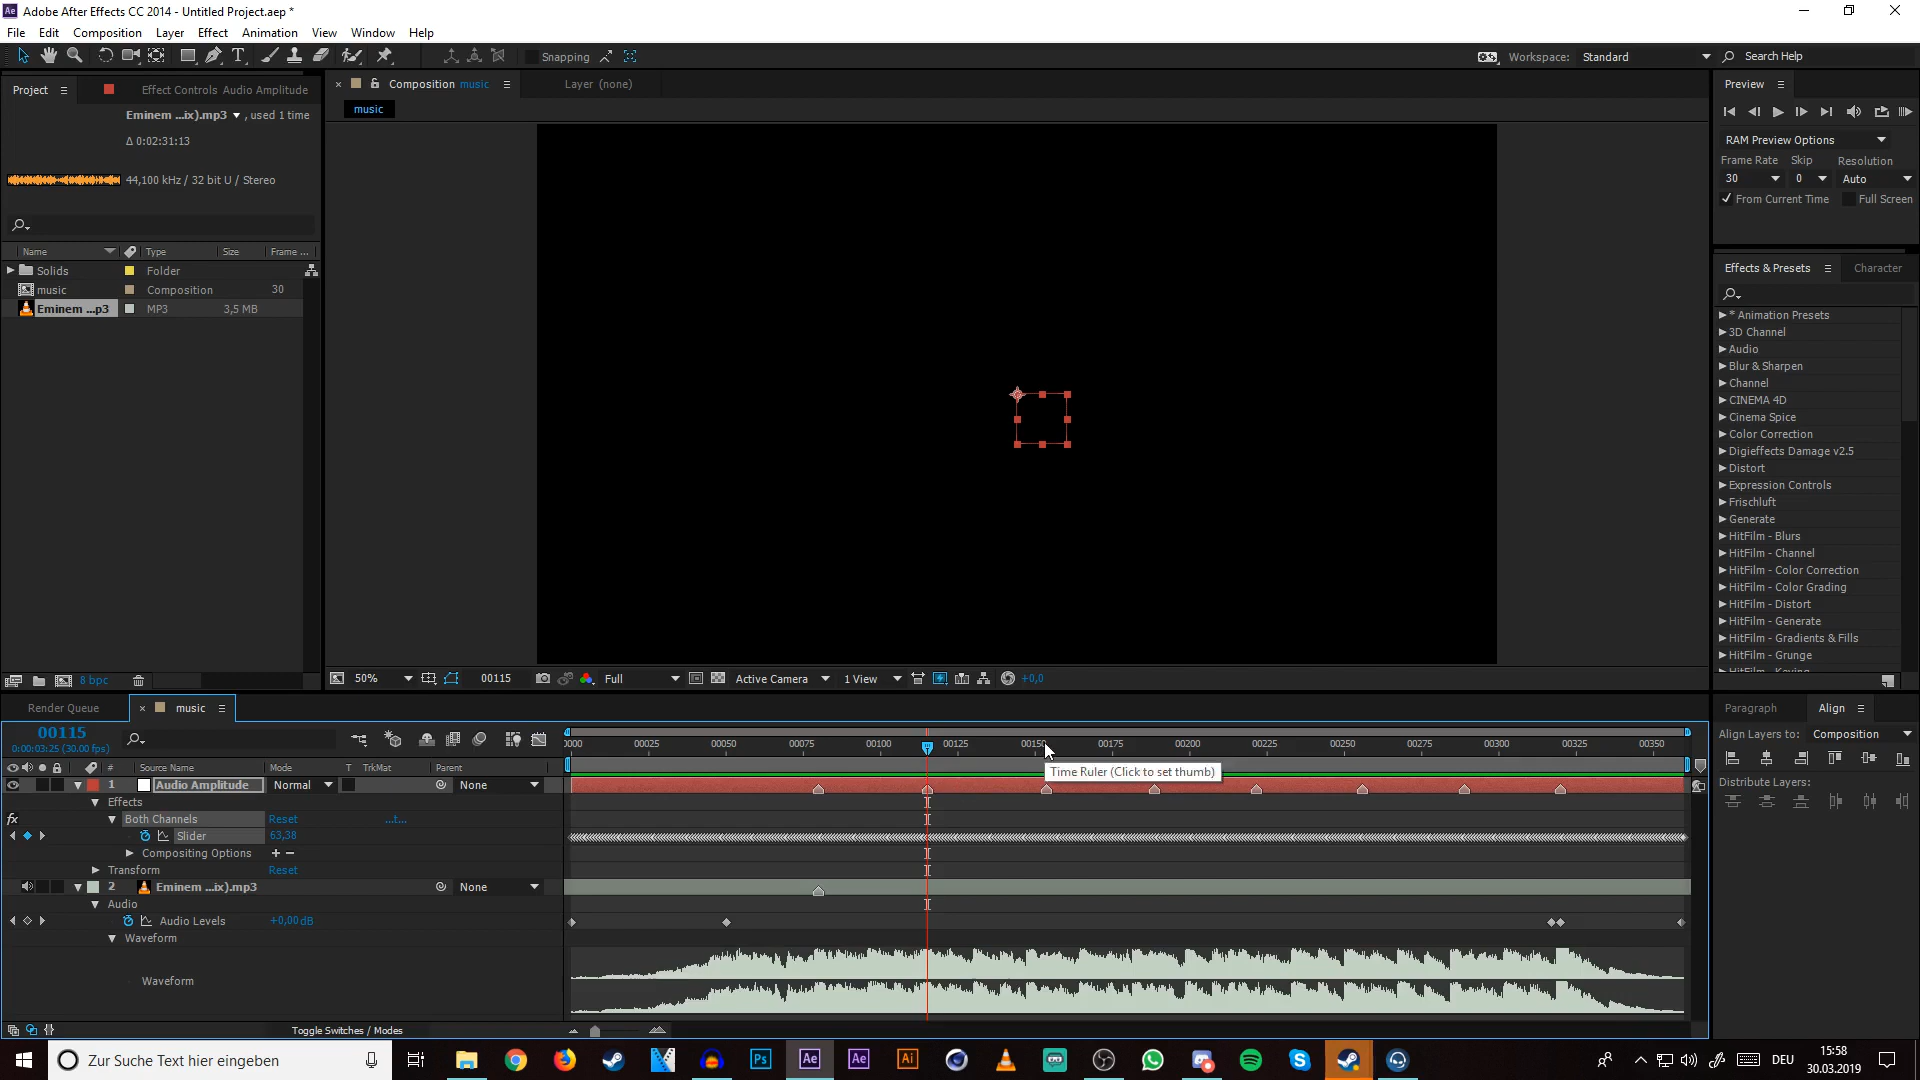 Adobe After Effects CC 2014 - Untitled Project.aep *
File Edit Composition Layer Effect Animation View Window Help
Snapping
Workspace: Standard
Search Help
Project
Effect Controls Audio Amplitude
Eminem ...ix).mp3 , used 1 time
Δ 0:02:31:13
44,100 kHz / 32 bit U / Stereo
Name Type Size Frame ...
Solids Folder
music Composition 30
Eminem ...p3 MP3 3,5 MB
8 bpc
Composition music
Layer (none)
music
50%
00115
Full
Active Camera
1 View
+0,0
Preview
RAM Preview Options
Frame Rate Skip Resolution
30 0 Auto
From Current Time Full Screen
Effects & Presets Character
* Animation Presets
3D Channel
Audio
Blur & Sharpen
Channel
CINEMA 4D
Cinema Spice
Color Correction
Digieffects Damage v2.5
Distort
Expression Controls
Frischluft
Generate
HitFilm - Blurs
HitFilm - Channel
HitFilm - Color Correction
HitFilm - Color Grading
HitFilm - Distort
HitFilm - Generate
HitFilm - Gradients & Fills
HitFilm - Grunge
HitFilm - Keying
Render Queue
music
00115
0:00:03:25 (30.00 fps)
0000 00025 00050 00075 00100 00125 00150 00175 00200 00225 00250 00275 00300 00325 00350
# Source Name Mode T TrkMat Parent
Time Ruler (Click to set thumb)
1 Audio Amplitude Normal None
Effects
fx Both Channels Reset ...t...
Slider 63,38
Compositing Options + −
Transform Reset
2 Eminem ...ix).mp3 None
Audio
Audio Levels +0,00 dB
Waveform
Waveform
Toggle Switches / Modes
Paragraph Align
Align Layers to: Composition
Distribute Layers:
Zur Suche Text hier eingeben
Ps
Ae
Ae
Ai
DEU
15:58
30.03.2019